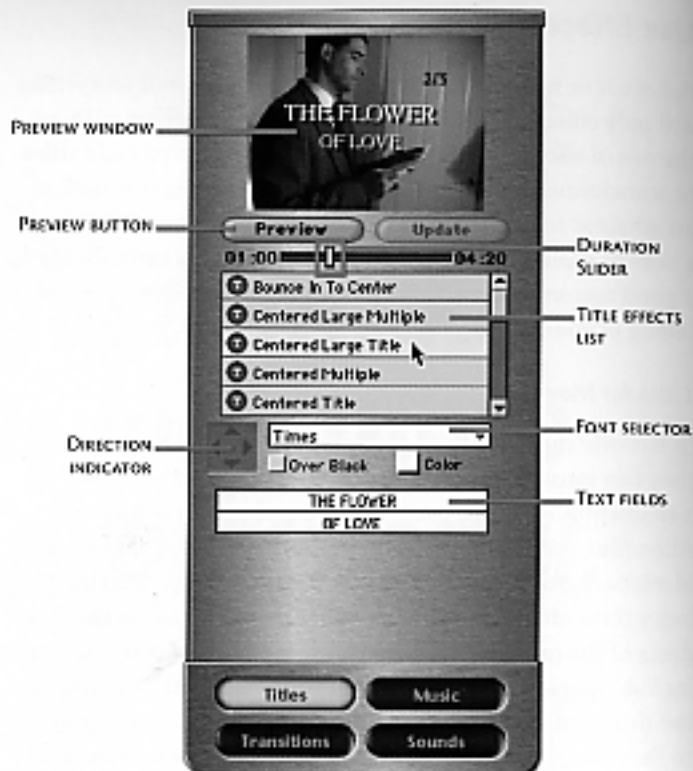 2/5
THE FLOWER
OF LOVE
PREVIEW WINDOW
PREVIEW BUTTON
Preview
Update
01:00
04:20
DURATION
SLIDER
Bounce In To Center
Centered Large Multiple
TITLE EFFECTS
LIST
Centered Large Title
Centered Multiple
Centered Title
DIRECTION
INDICATOR
Times
FONT SELECTOR
Over Black
Color
THE FLOWER
TEXT FIELDS
OF LOVE
Titles
Music
Transitions
Sounds